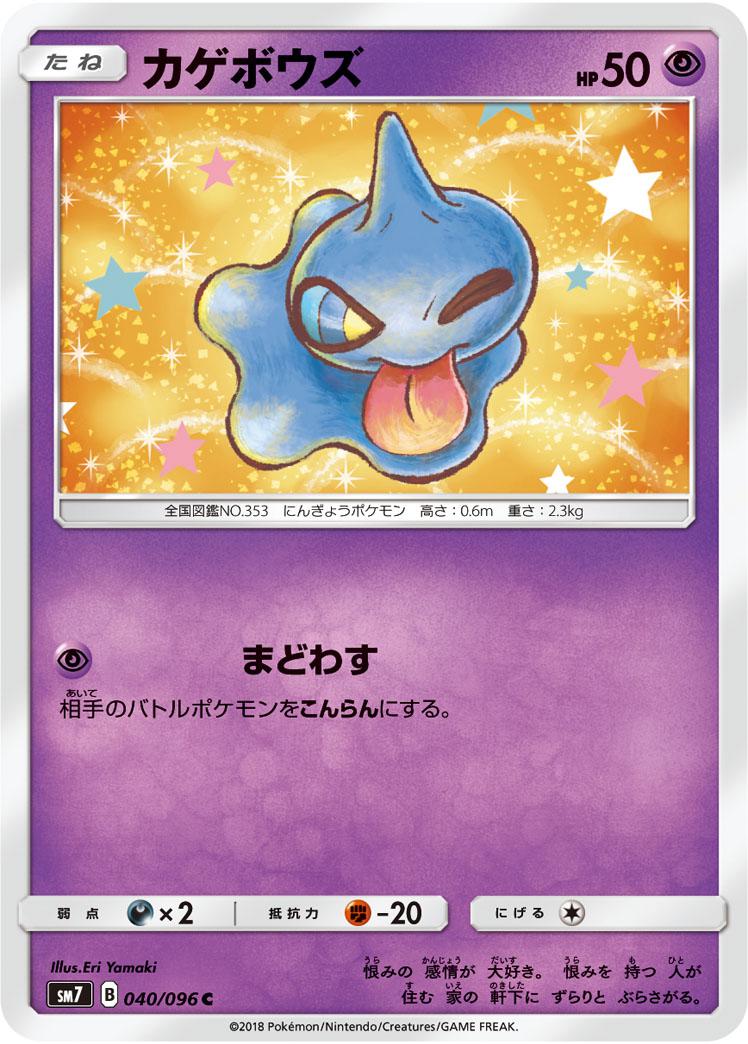 たね カゲボウズ HP50
全国図鑑NO.353 にんぎょうポケモン 高さ：0.6m 重さ：2.3kg
まどわす
あいて
相手のバトルポケモンをこんらんにする。
弱点 ×2 抵抗力 -20 にげる
Illus.Eri Yamaki
うら かんじょう だいす うら も ひと
恨みの 感情が 大好き。 恨みを 持つ 人が
す いえ のきした
住む 家の 軒下に ずらりと ぶらさがる。
SM7 B 040/096 C
©2018 Pokémon/Nintendo/Creatures/GAME FREAK.